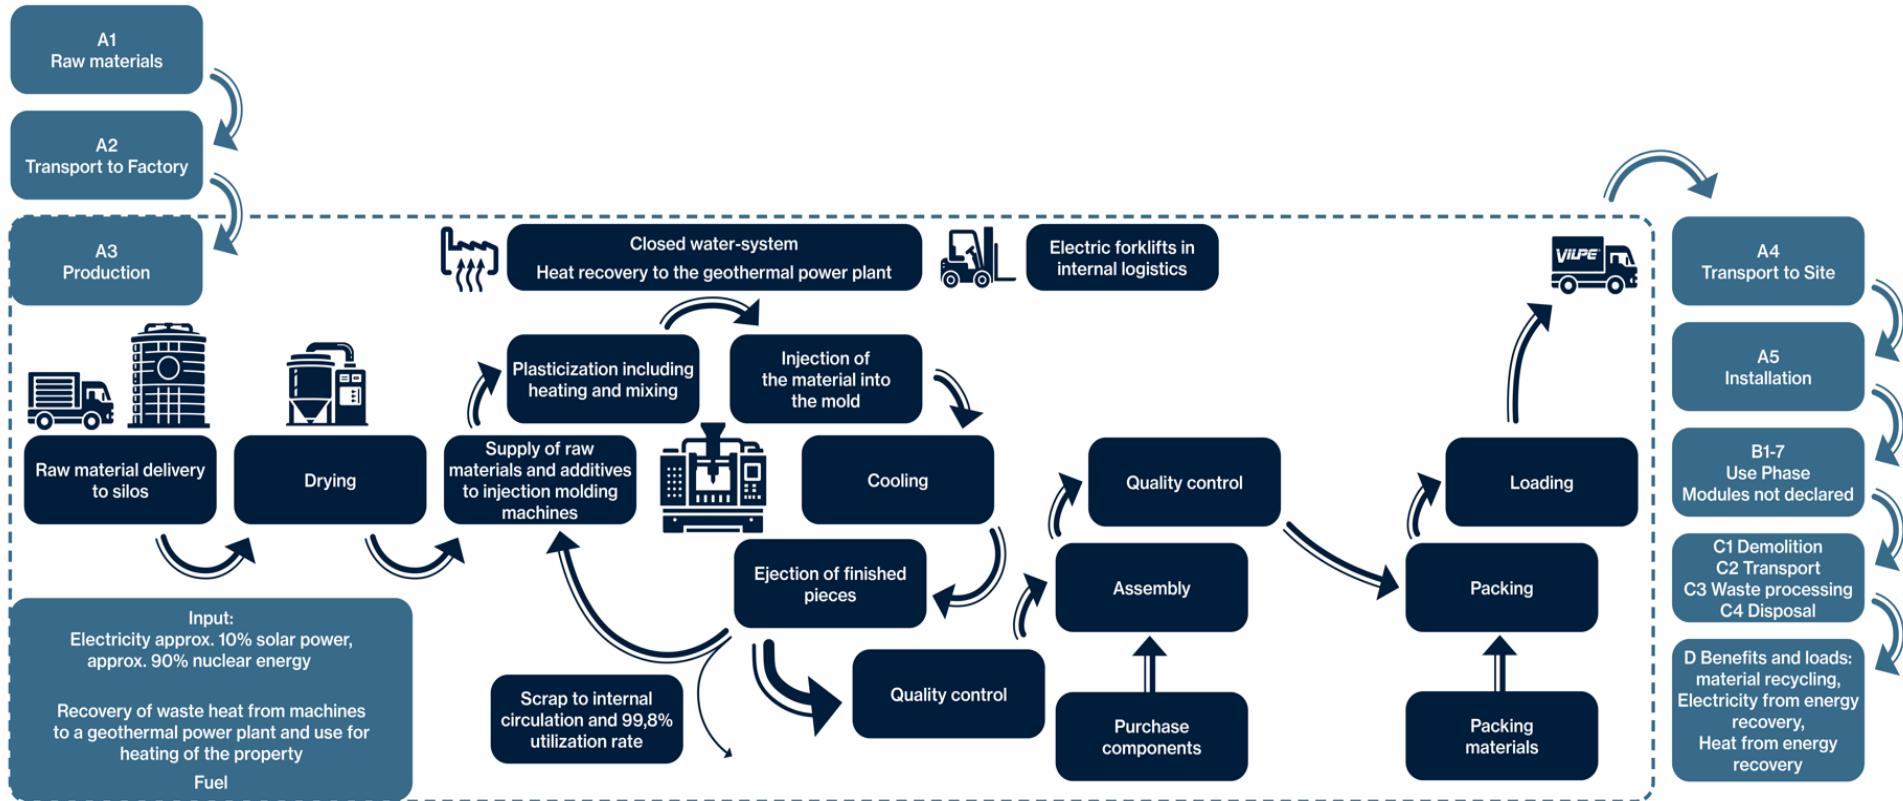 A1
Raw materials
A2
Transport to Factory
A3
Production
Closed water-system
Heat recovery to the geothermal power plant
Electric forklifts in
internal logistics
VILPE
Plasticization including
heating and mixing
Injection of
the material into
the mold
Raw material delivery
to silos
Drying
Supply of raw
materials and additives
to injection molding
machines
Cooling
Quality control
Loading
Ejection of finished
pieces
Assembly
Packing
Input:
Electricity approx. 10% solar power,
approx. 90% nuclear energy
Recovery of waste heat from machines
to a geothermal power plant and use for
heating of the property
Fuel
Scrap to internal
circulation and 99,8%
utilization rate
Quality control
Purchase
components
Packing
materials
A4
Transport to Site
A5
Installation
B1-7
Use Phase
Modules not declared
C1 Demolition
C2 Transport
C3 Waste processing
C4 Disposal
D Benefits and loads:
material recycling,
Electricity from energy
recovery,
Heat from energy
recovery